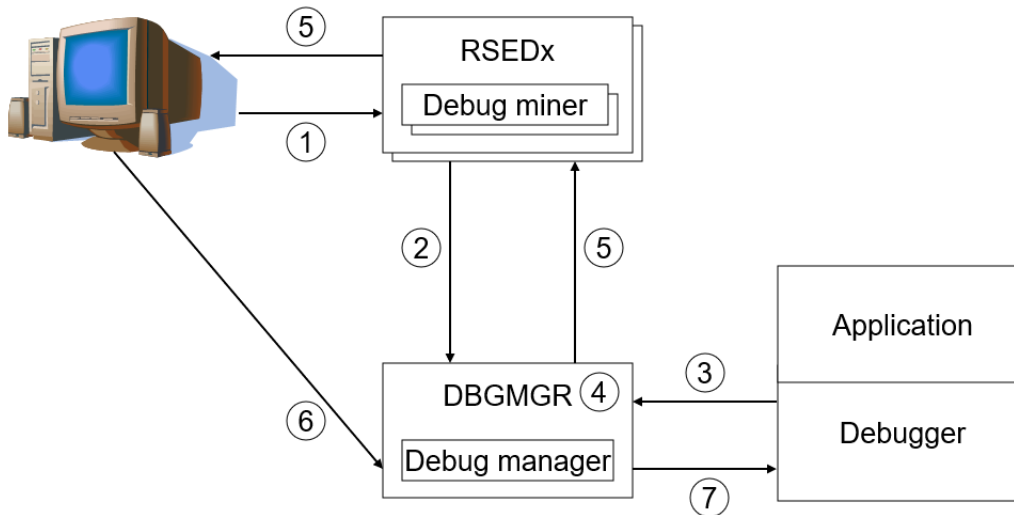 ⑤
RSEDx
Debug miner
①
②
⑤
Application
③
DBGMGR
④
⑥
Debugger
Debug manager
⑦